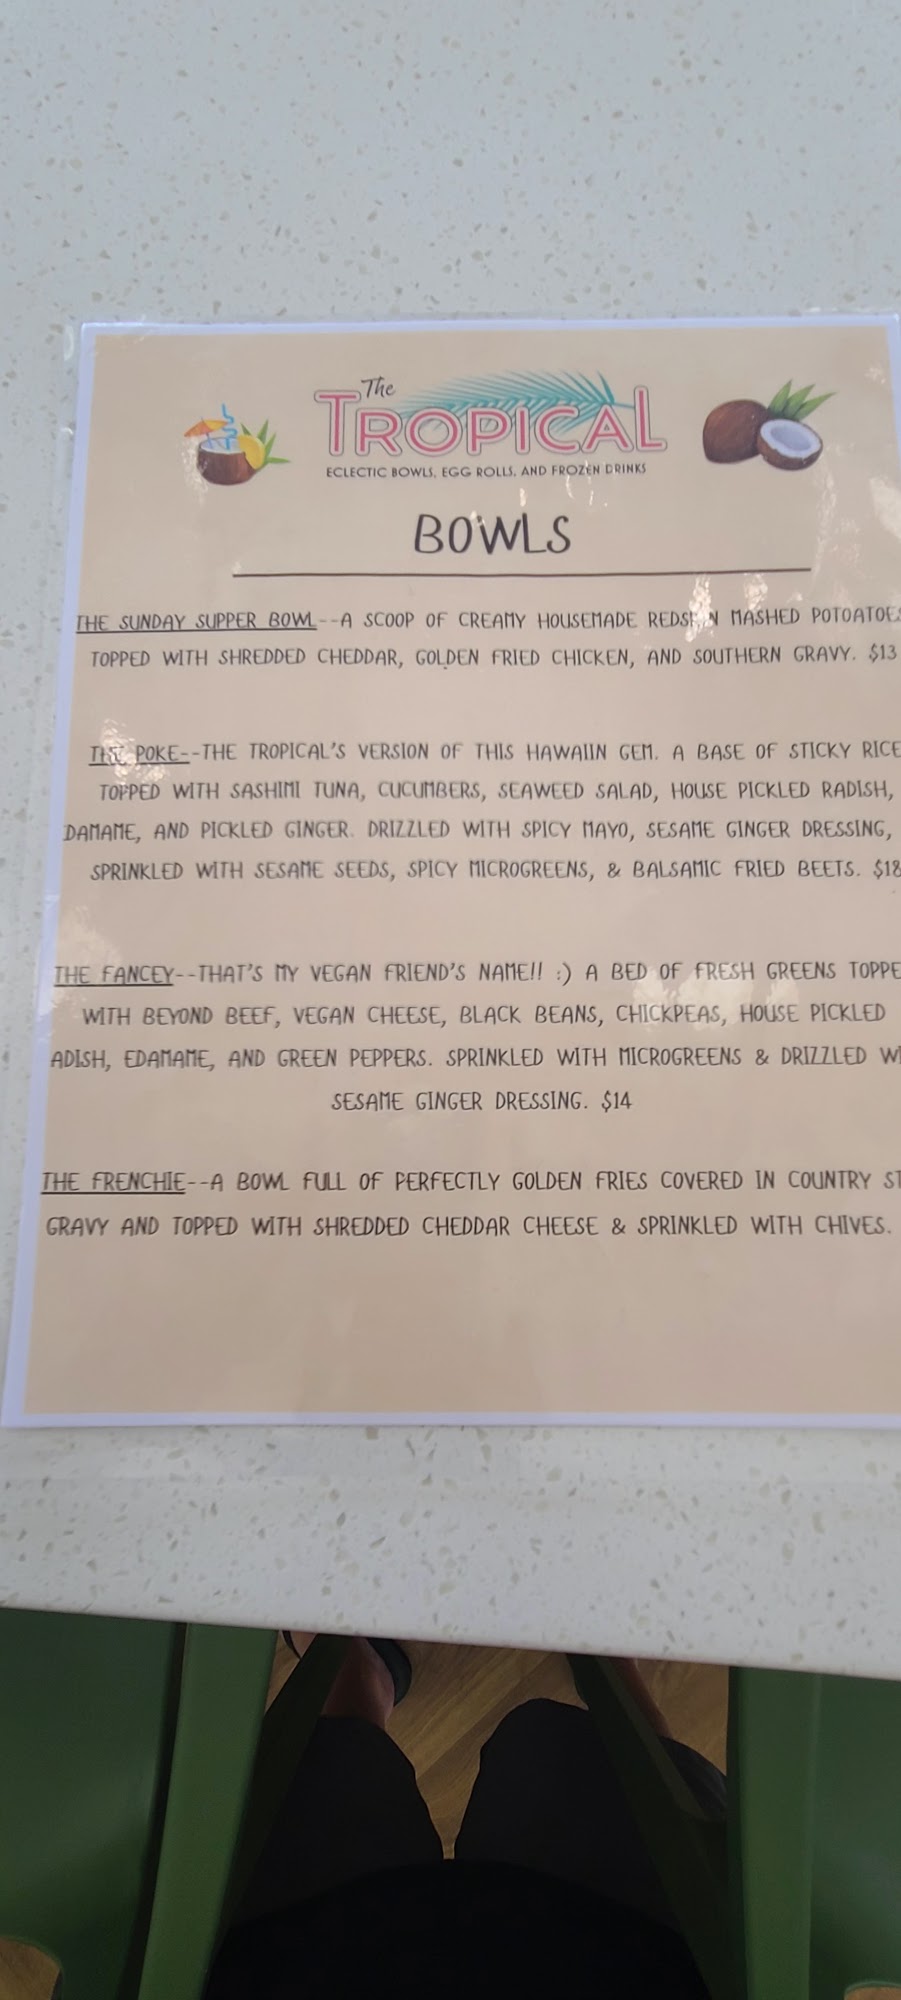 The
TROPICAL
ECLECTIC BOWLS, EGG ROLLS, AND FROZEN DRINKS
BOWLS
THE SUNDAY SUPPER BOWL--A SCOOP OF CREAMY HOUSEMADE REDSKIN MASHED POTOATOES
TOPPED WITH SHREDDED CHEDDAR, GOLDEN FRIED CHICKEN, AND SOUTHERN GRAVY. $13
THE POKE--THE TROPICAL'S VERSION OF THIS HAWAIIN GEM. A BASE OF STICKY RICE
TOPPED WITH SASHIMI TUNA, CUCUMBERS, SEAWEED SALAD, HOUSE PICKLED RADISH,
DAMAME, AND PICKLED GINGER. DRIZZLED WITH SPICY MAYO, SESAME GINGER DRESSING,
SPRINKLED WITH SESAME SEEDS, SPICY MICROGREENS, & BALSAMIC FRIED BEETS. $18
THE FANCEY--THAT'S MY VEGAN FRIEND'S NAME!! :) A BED OF FRESH GREENS TOPPE
WITH BEYOND BEEF, VEGAN CHEESE, BLACK BEANS, CHICKPEAS, HOUSE PICKLED
ADISH, EDAMAME, AND GREEN PEPPERS. SPRINKLED WITH MICROGREENS & DRIZZLED WI
SESAME GINGER DRESSING. $14
THE FRENCHIE--A BOWL FULL OF PERFECTLY GOLDEN FRIES COVERED IN COUNTRY ST
GRAVY AND TOPPED WITH SHREDDED CHEDDAR CHEESE & SPRINKLED WITH CHIVES.